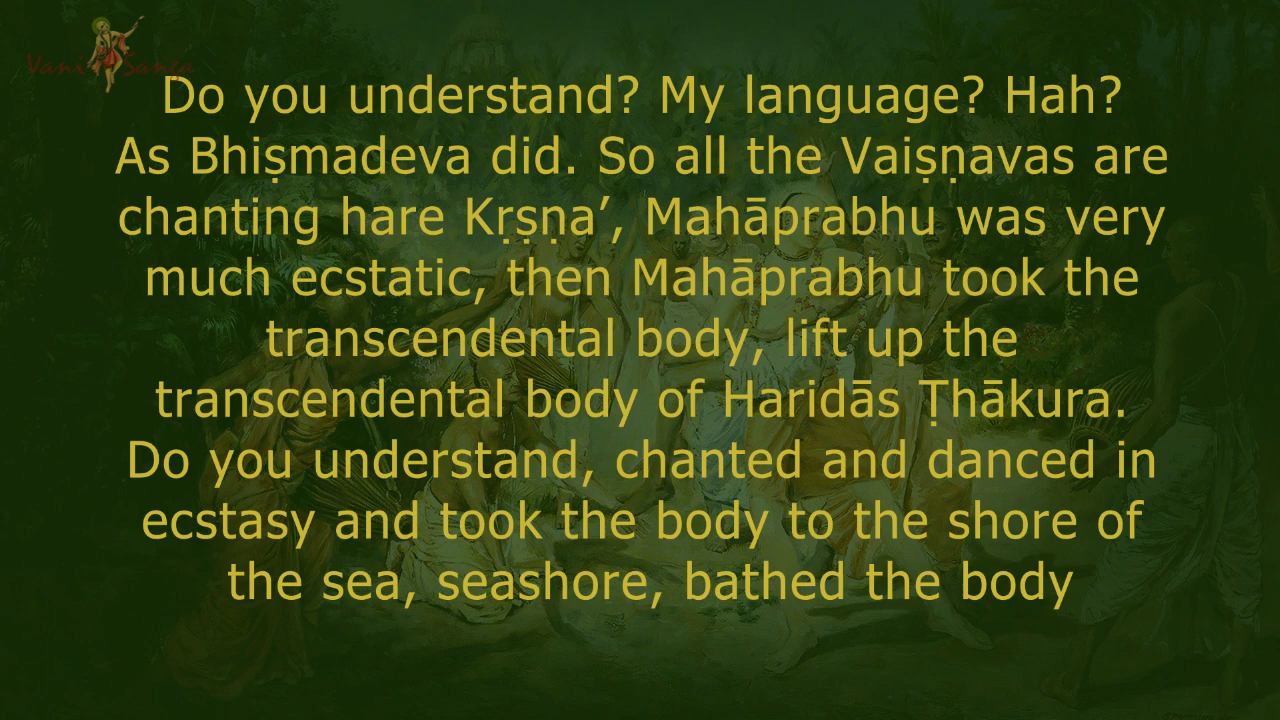 Vani Sanga
Do you understand? My language? Hah?
As Bhiṣmadeva did. So all the Vaiṣṇavas are
chanting hare Kṛṣṇa’, Mahāprabhu was very
much ecstatic, then Mahāprabhu took the
transcendental body, lift up the
transcendental body of Haridās Ṭhākura.
Do you understand, chanted and danced in
ecstasy and took the body to the shore of
the sea, seashore, bathed the body